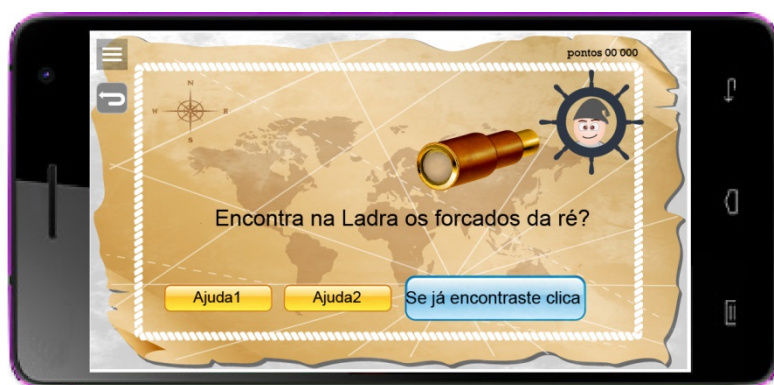 pontos 00 000
N
W E
S
Encontra na Ladra os forcados da ré?
Ajuda1 Ajuda2 Se já encontraste clica